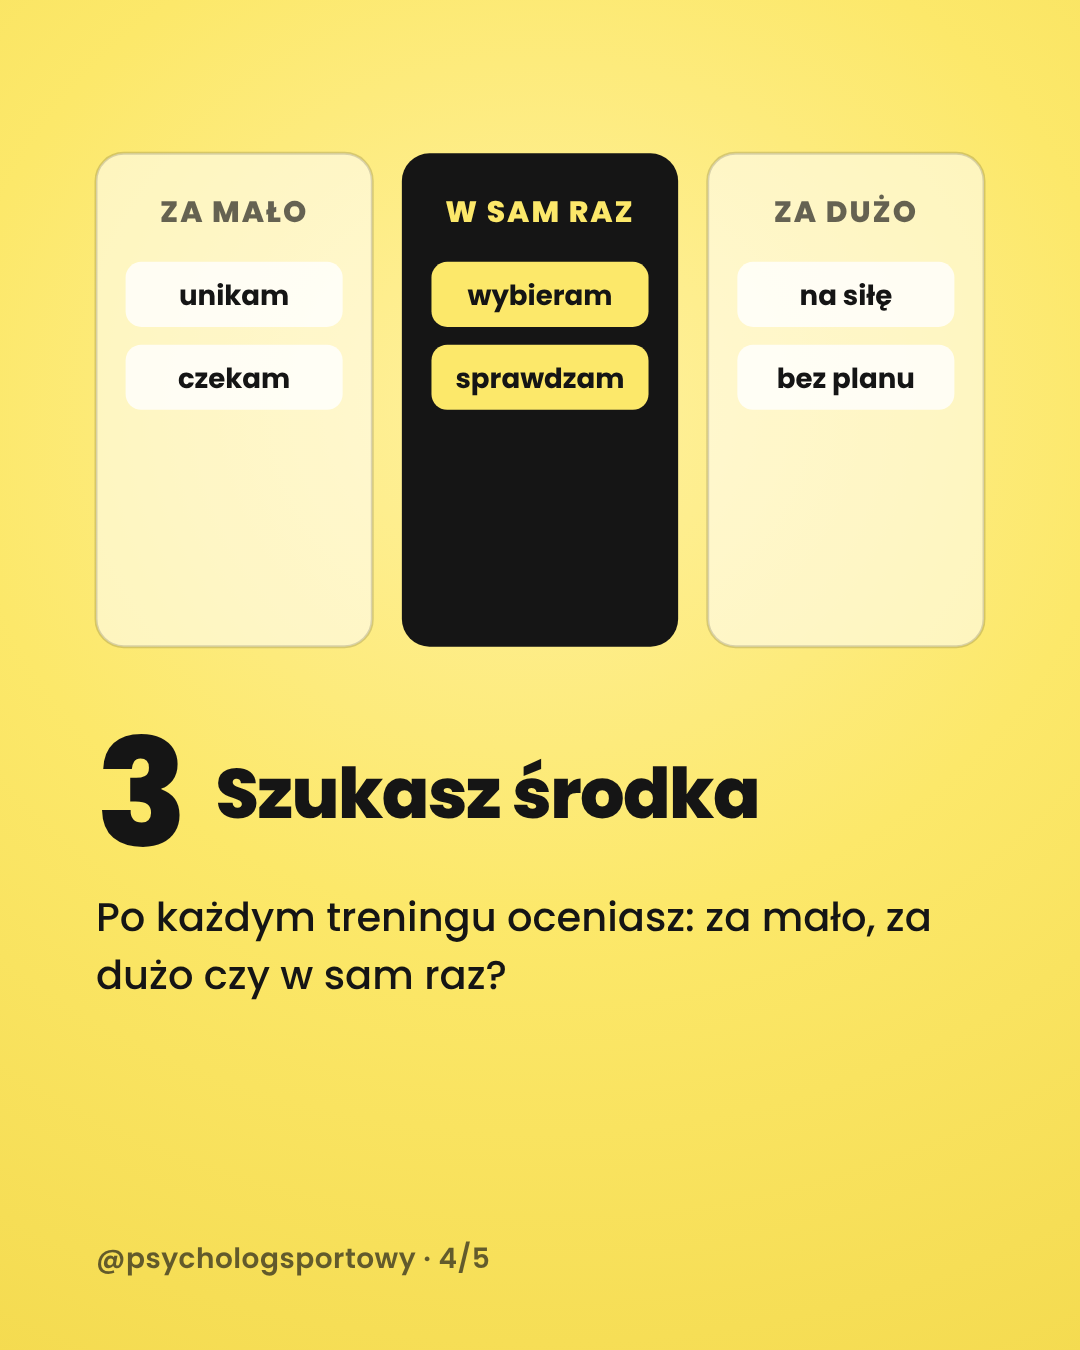 ZA MAŁO
unikam
czekam
W SAM RAZ
wybieram
sprawdzam
ZA DUŻO
na siłę
bez planu
3 Szukasz środka
Po każdym treningu oceniasz: za mało, za
dużo czy w sam raz?
@psychologsportowy · 4/5